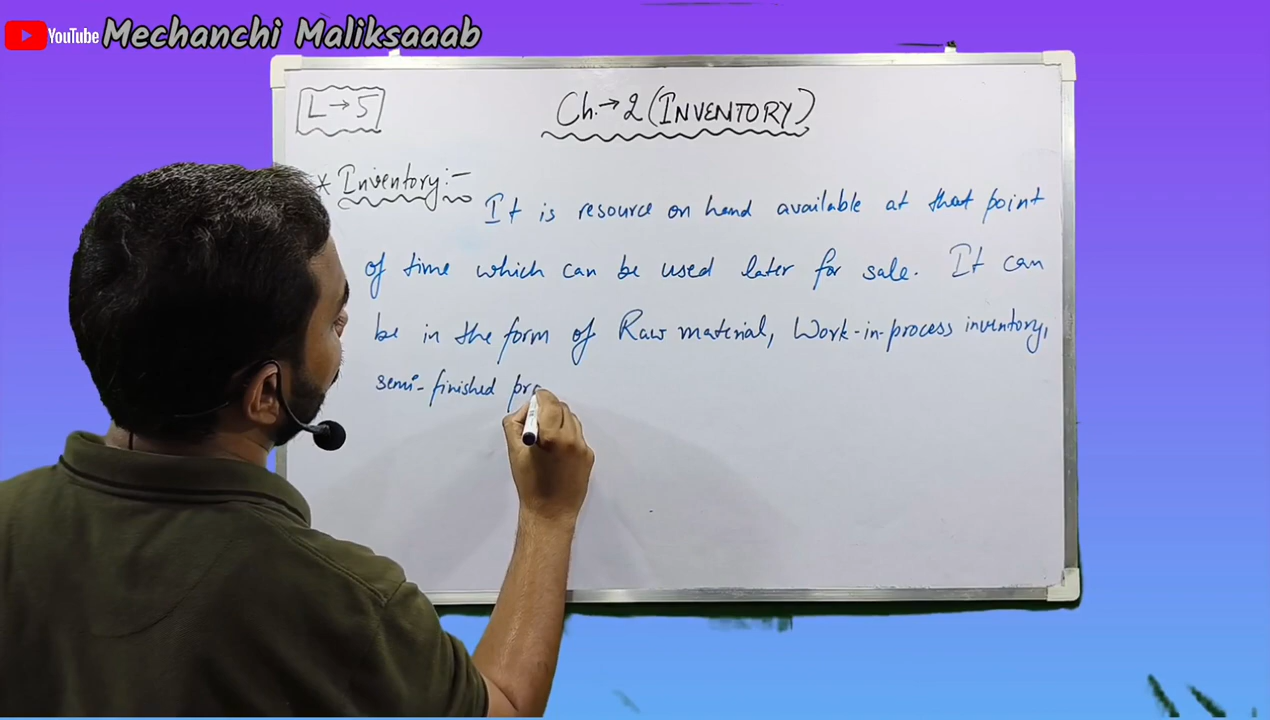 YouTube Mechanchi Maliksaaab
L→5
Ch.→2 (INVENTORY)
* Inventory:-
It is resource on hand available at that point
of time which can be used later for sale. It can
be in the form of Raw material, Work-in-process inventory,
semi-finished pro